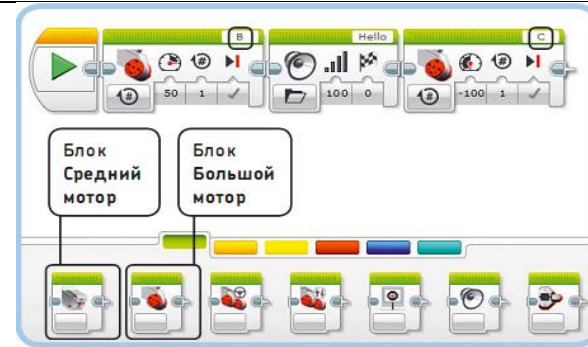 B
Hello
C
50 1
100 0
-100 1
Блок
Средний
мотор
Блок
Большой
мотор